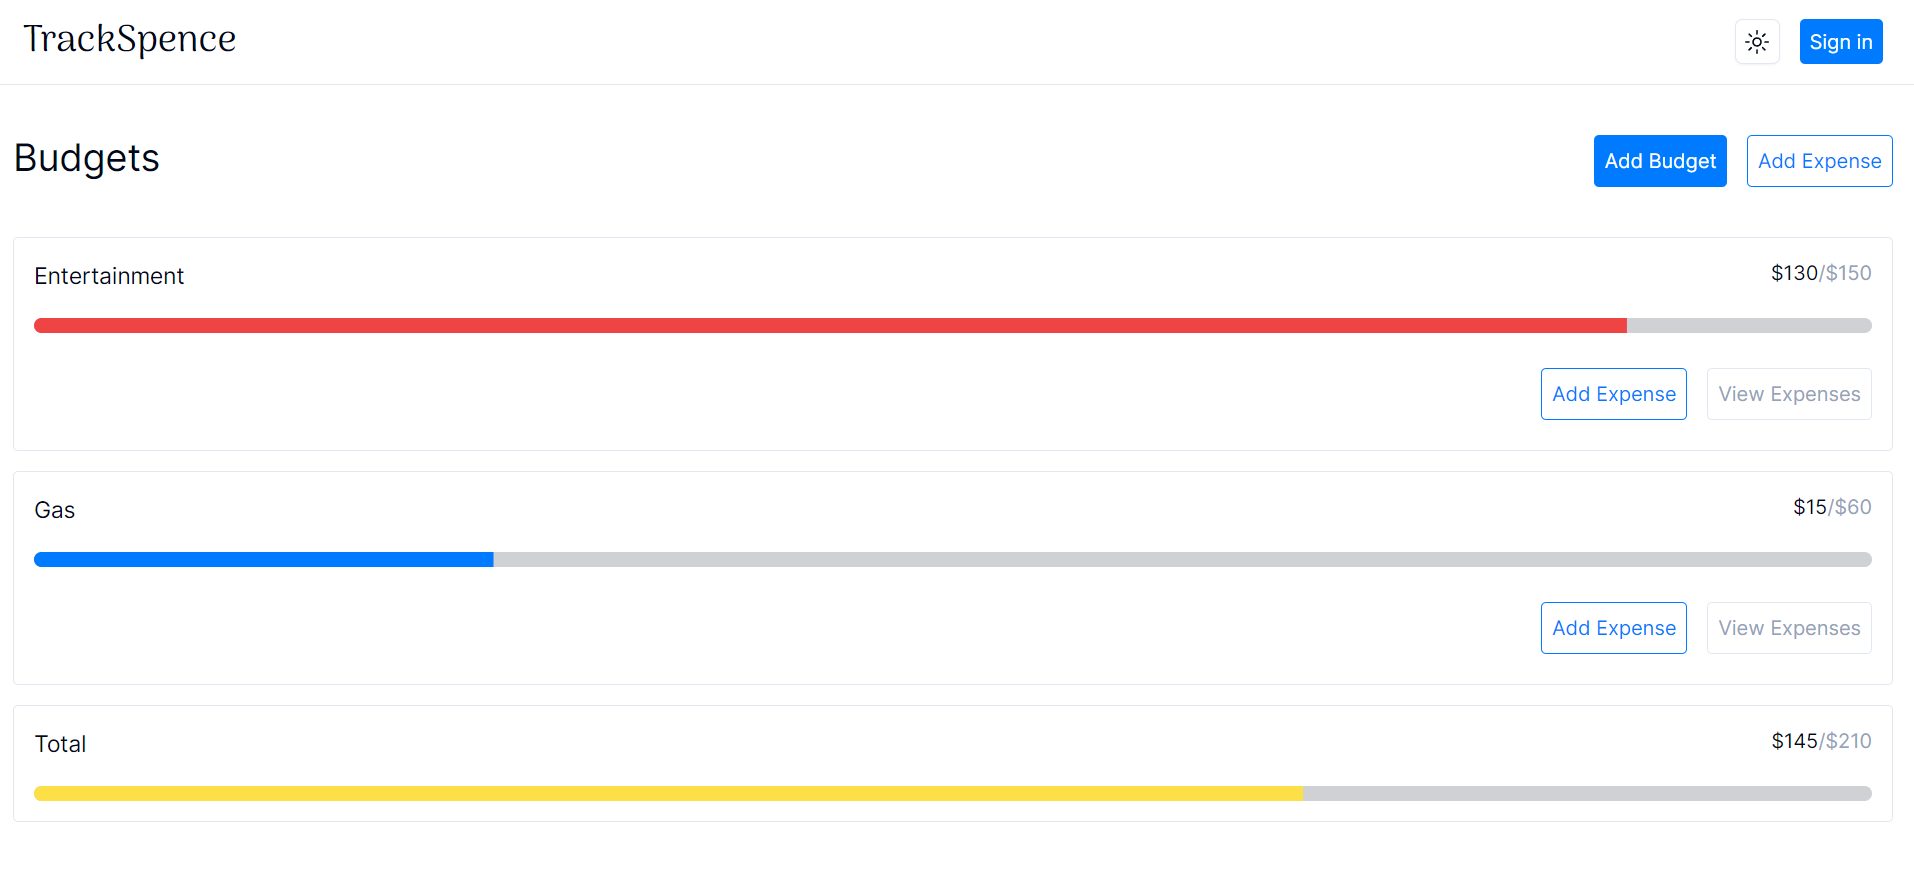 TrackSpence
Sign in
Budgets
Add Budget
Add Expense
Entertainment
$130/$150
Add Expense
View Expenses
Gas
$15/$60
Add Expense
View Expenses
Total
$145/$210